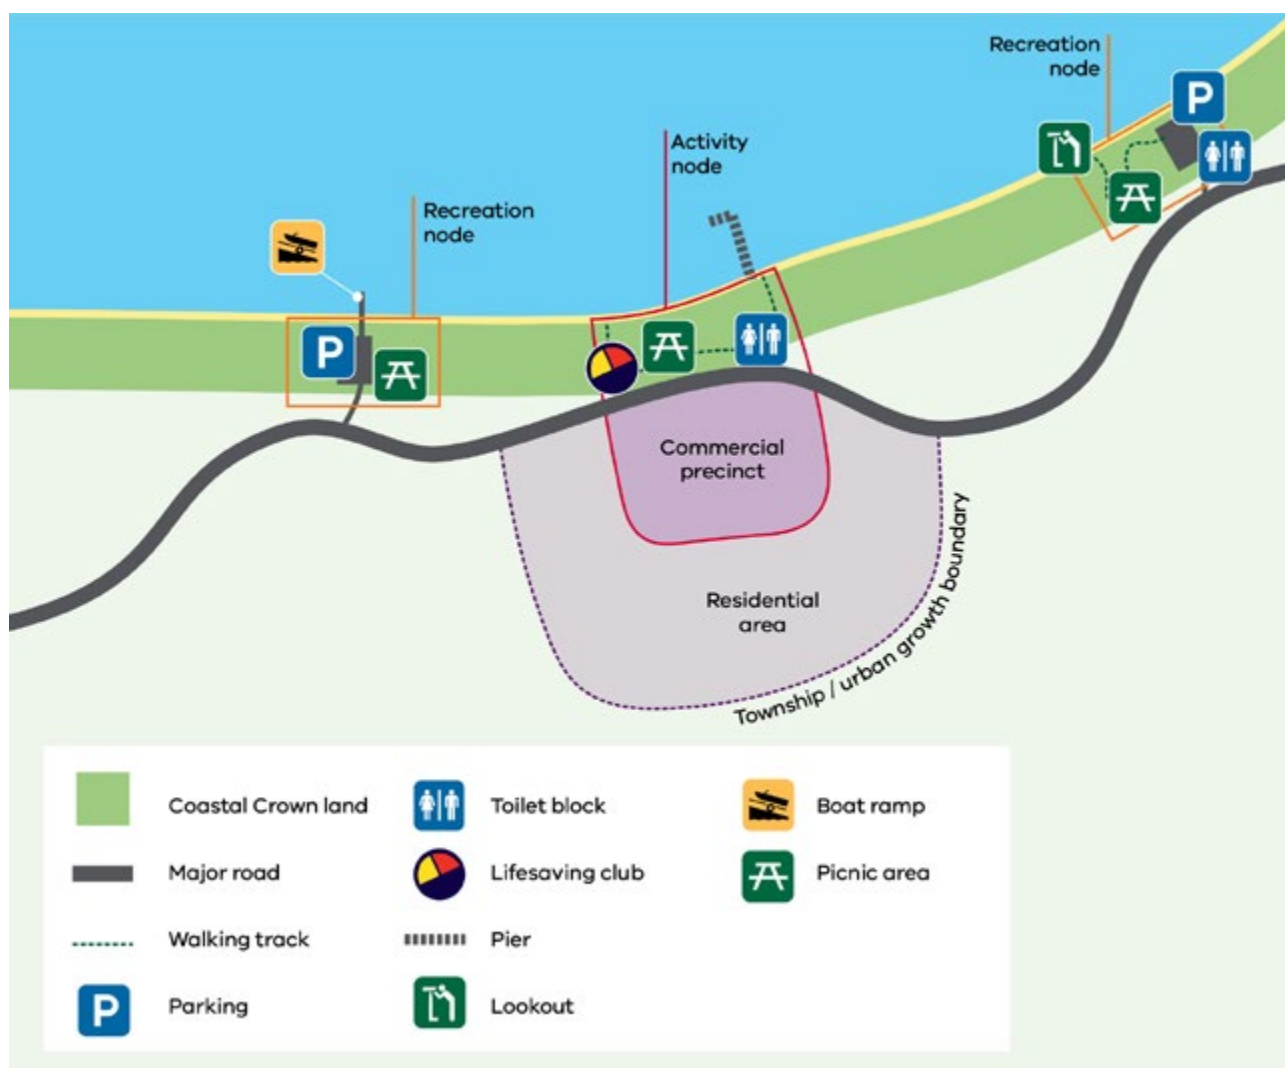 Recreation
node
Activity
node
Recreation
node
P
P
Commercial
precinct
Residential
area
Township / urban growth boundary
Coastal Crown land
Toilet block
Boat ramp
Major road
Lifesaving club
Picnic area
Walking track
Pier
P
Parking
Lookout